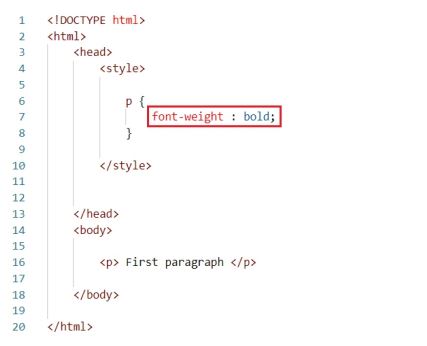 1 <!DOCTYPE html>
2 <html>
3 <head>
4 <style>
5
6 p {
7 font-weight : bold;
8 }
9
10 </style>
11
12
13 </head>
14 <body>
15
16 <p> First paragraph </p>
17
18 </body>
19
20 </html>